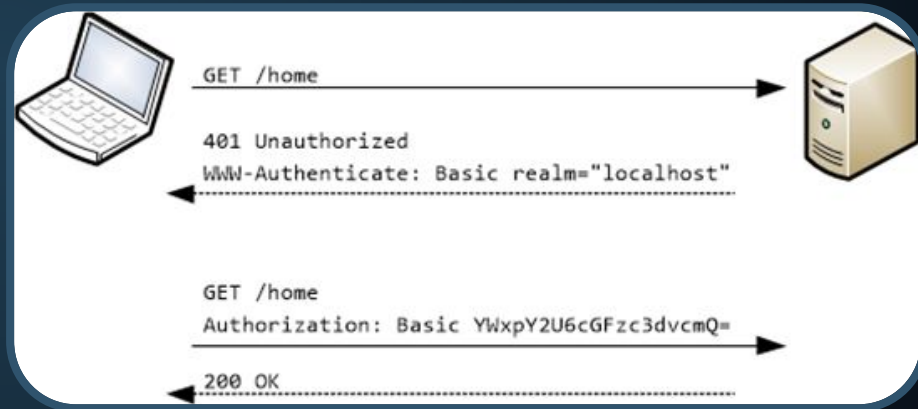 GET /home
401 Unauthorized
WWW-Authenticate: Basic realm="localhost"
GET /home
Authorization: Basic YWxpY2U6cGFzc3dvcmQ=
200 OK